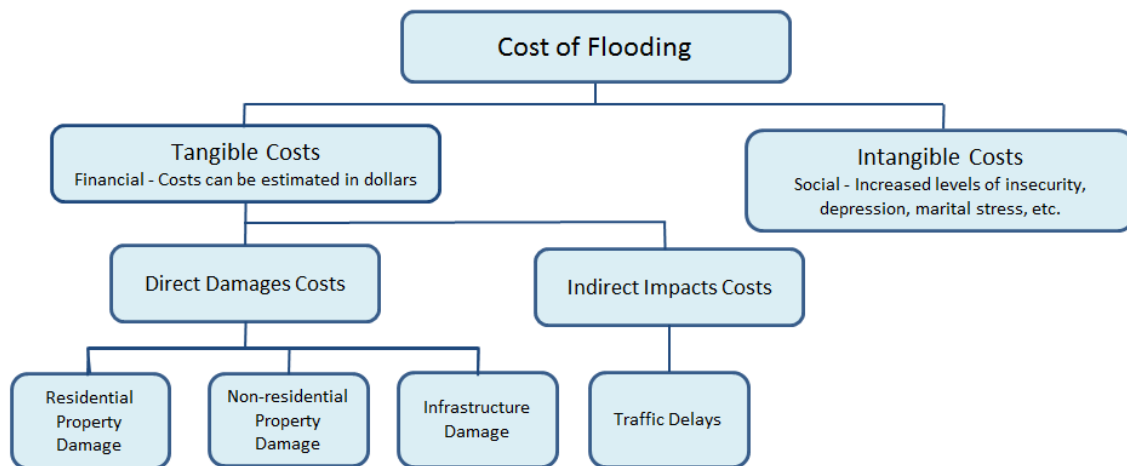 Cost of Flooding
Tangible Costs
Financial - Costs can be estimated in dollars
Intangible Costs
Social - Increased levels of insecurity,
depression, marital stress, etc.
Direct Damages Costs
Indirect Impacts Costs
Residential
Property
Damage
Non-residential
Property
Damage
Infrastructure
Damage
Traffic Delays